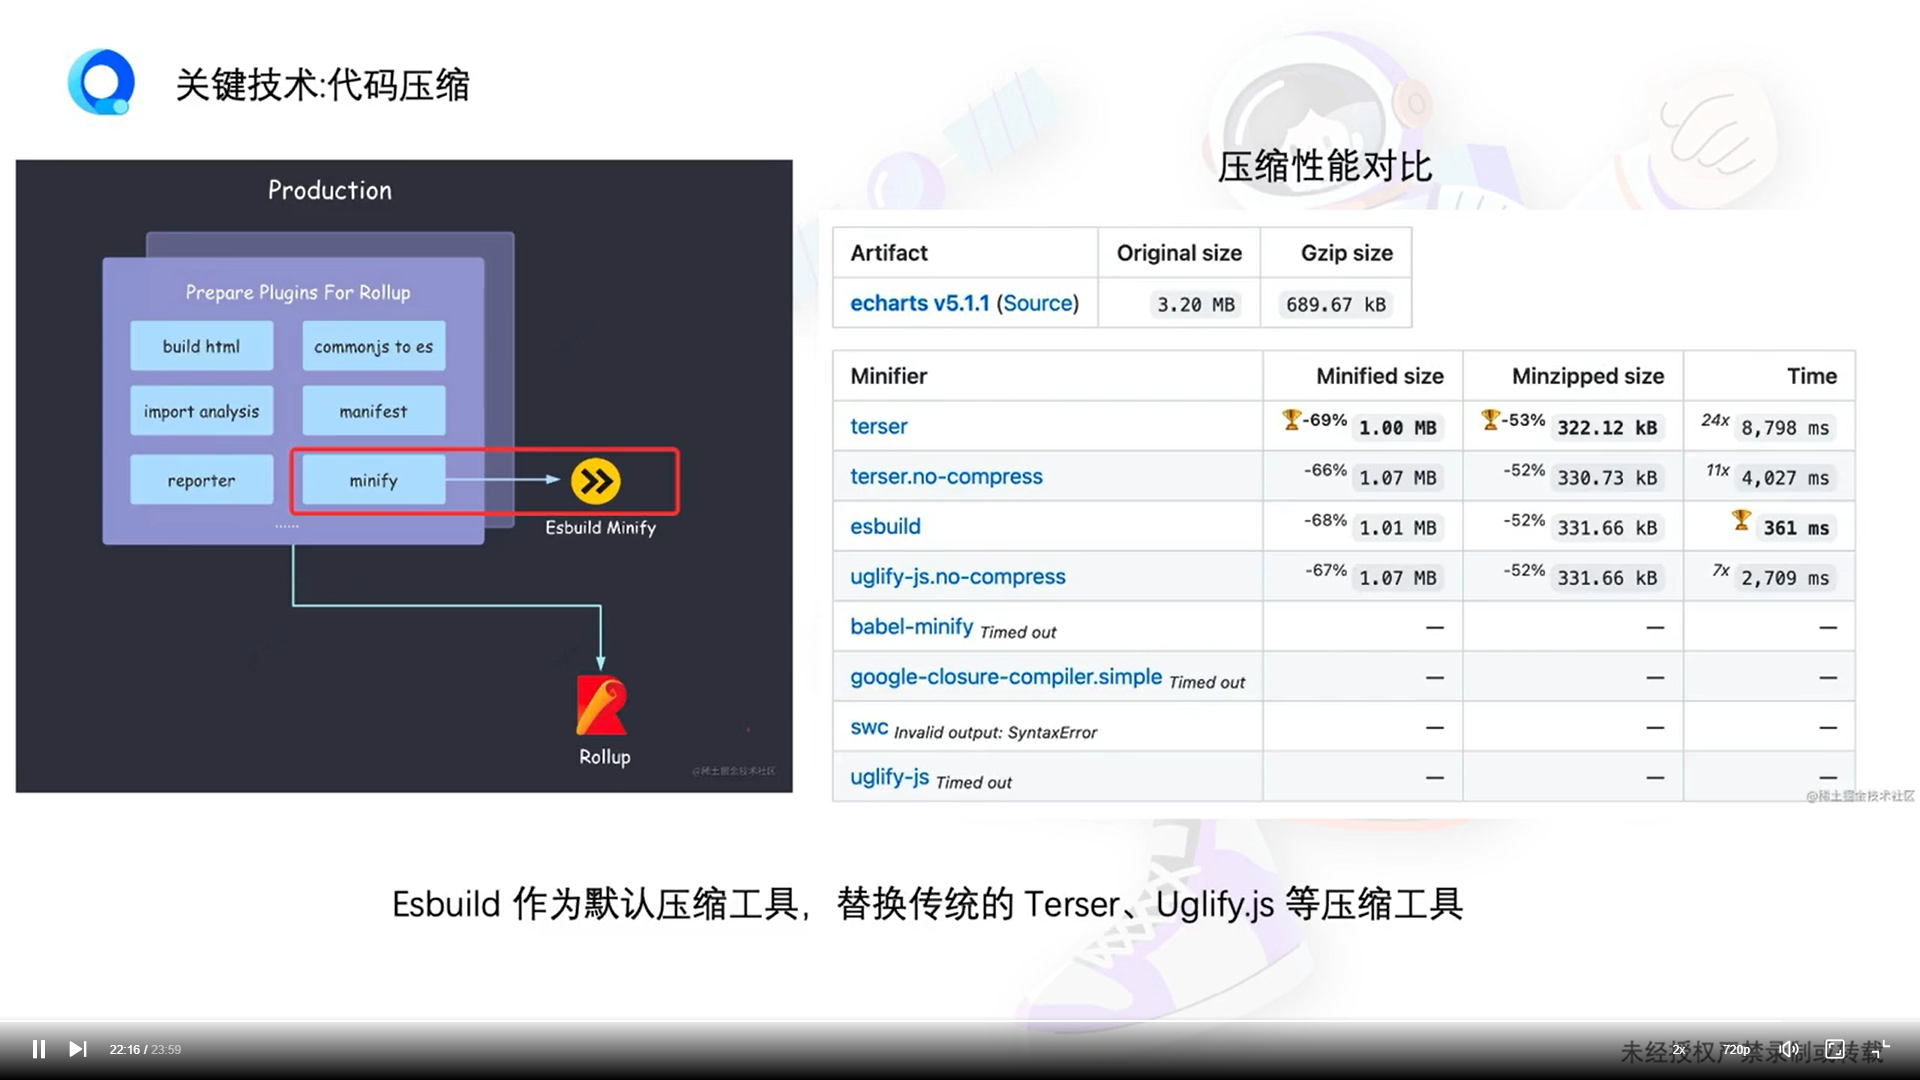 关键技术:代码压缩
Production
Prepare Plugins For Rollup
build html
commonjs to es
import analysis
manifest
reporter
minify
......
Esbuild Minify
Rollup
@稀土掘金技术社区
压缩性能对比
Artifact Original size Gzip size
echarts v5.1.1 (Source) 3.20 MB 689.67 kB
Minifier Minified size Minzipped size Time
terser 🏆-69% 1.00 MB 🏆-53% 322.12 kB 24x 8,798 ms
terser.no-compress -66% 1.07 MB -52% 330.73 kB 11x 4,027 ms
esbuild -68% 1.01 MB -52% 331.66 kB 🏆 361 ms
uglify-js.no-compress -67% 1.07 MB -52% 331.66 kB 7x 2,709 ms
babel-minify Timed out — — —
google-closure-compiler.simple Timed out — — —
swc Invalid output: SyntaxError — — —
uglify-js Timed out — — —
@稀土掘金技术社区
Esbuild 作为默认压缩工具，替换传统的 Terser、Uglify.js 等压缩工具
22:16 / 23:59
2x
720p
未经授权严禁录制或转载